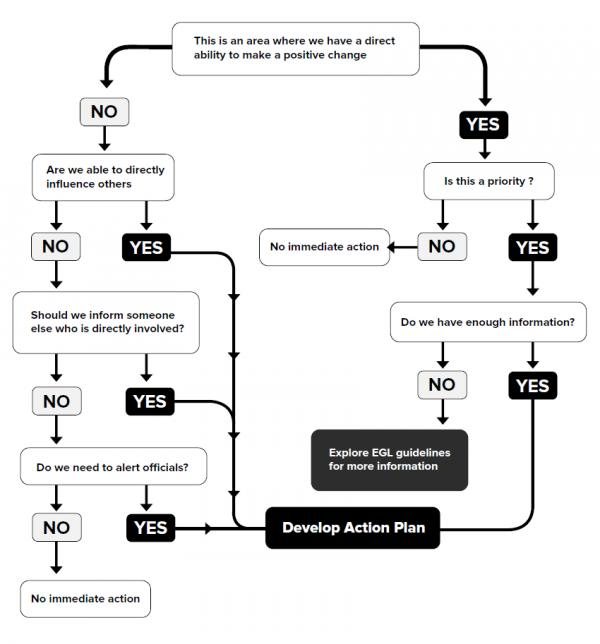 This is an area where we have a direct
ability to make a positive change
NO
YES
Are we able to directly
influence others
Is this a priority ?
NO
YES
No immediate action
NO
YES
Should we inform someone
else who is directly involved?
Do we have enough information?
NO
YES
NO
YES
Explore EGL guidelines
for more information
Do we need to alert officials?
NO
YES
Develop Action Plan
No immediate action